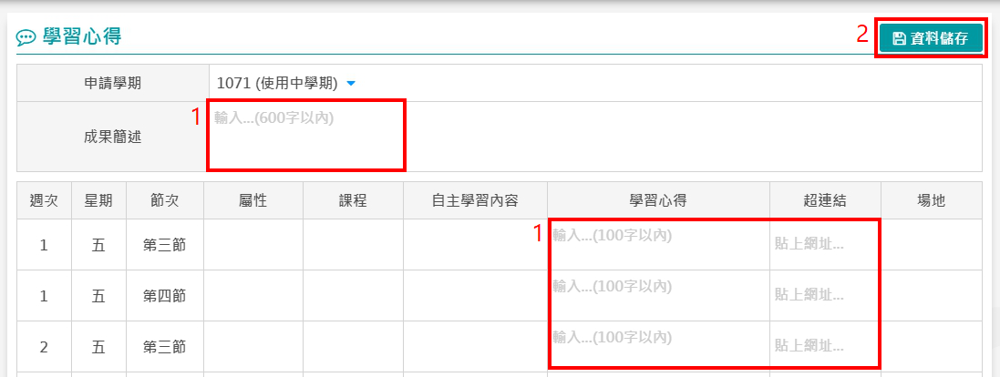 學習心得
2 資料儲存
申請學期 1071 (使用中學期)
1 輸入...(600字以內)
成果簡述
週次 星期 節次 屬性 課程 自主學習內容 學習心得 超連結 場地
1 輸入...(100字以內)
1 五 第三節 貼上網址...
輸入...(100字以內)
1 五 第四節 貼上網址...
輸入...(100字以內)
2 五 第三節 貼上網址...